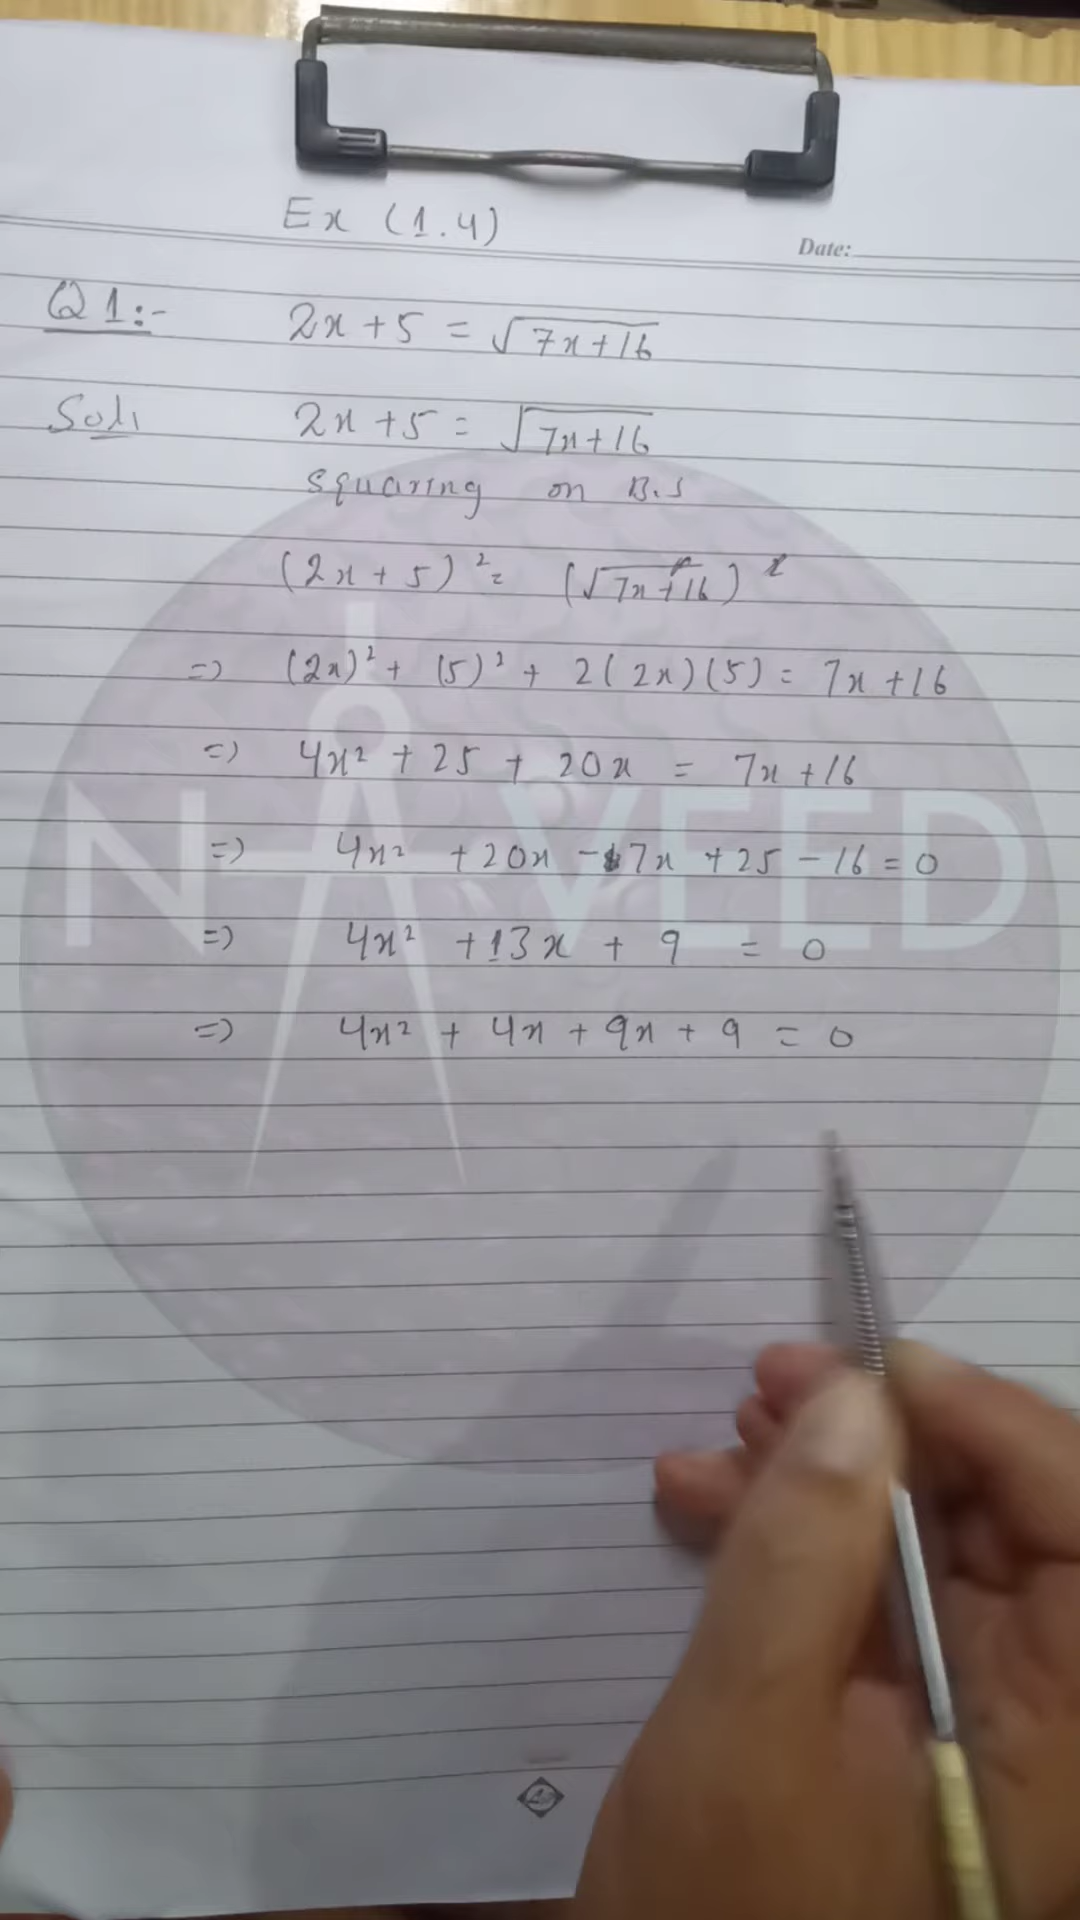 Ex (1.4)
Date:
Q1:- 2x+5 = √7x+16
Sol: 2x+5 = √7x+16
squaring on B.S
(2x+5)² = (√7x+16)²
=) (2x)² + (5)² + 2(2x)(5) = 7x+16
=) 4x² + 25 + 20x = 7x+16
=) 4x² +20x -7x +25 -16 = 0
=) 4x² +13x + 9 = 0
=) 4x² + 4x + 9x + 9 = 0
NAVEED